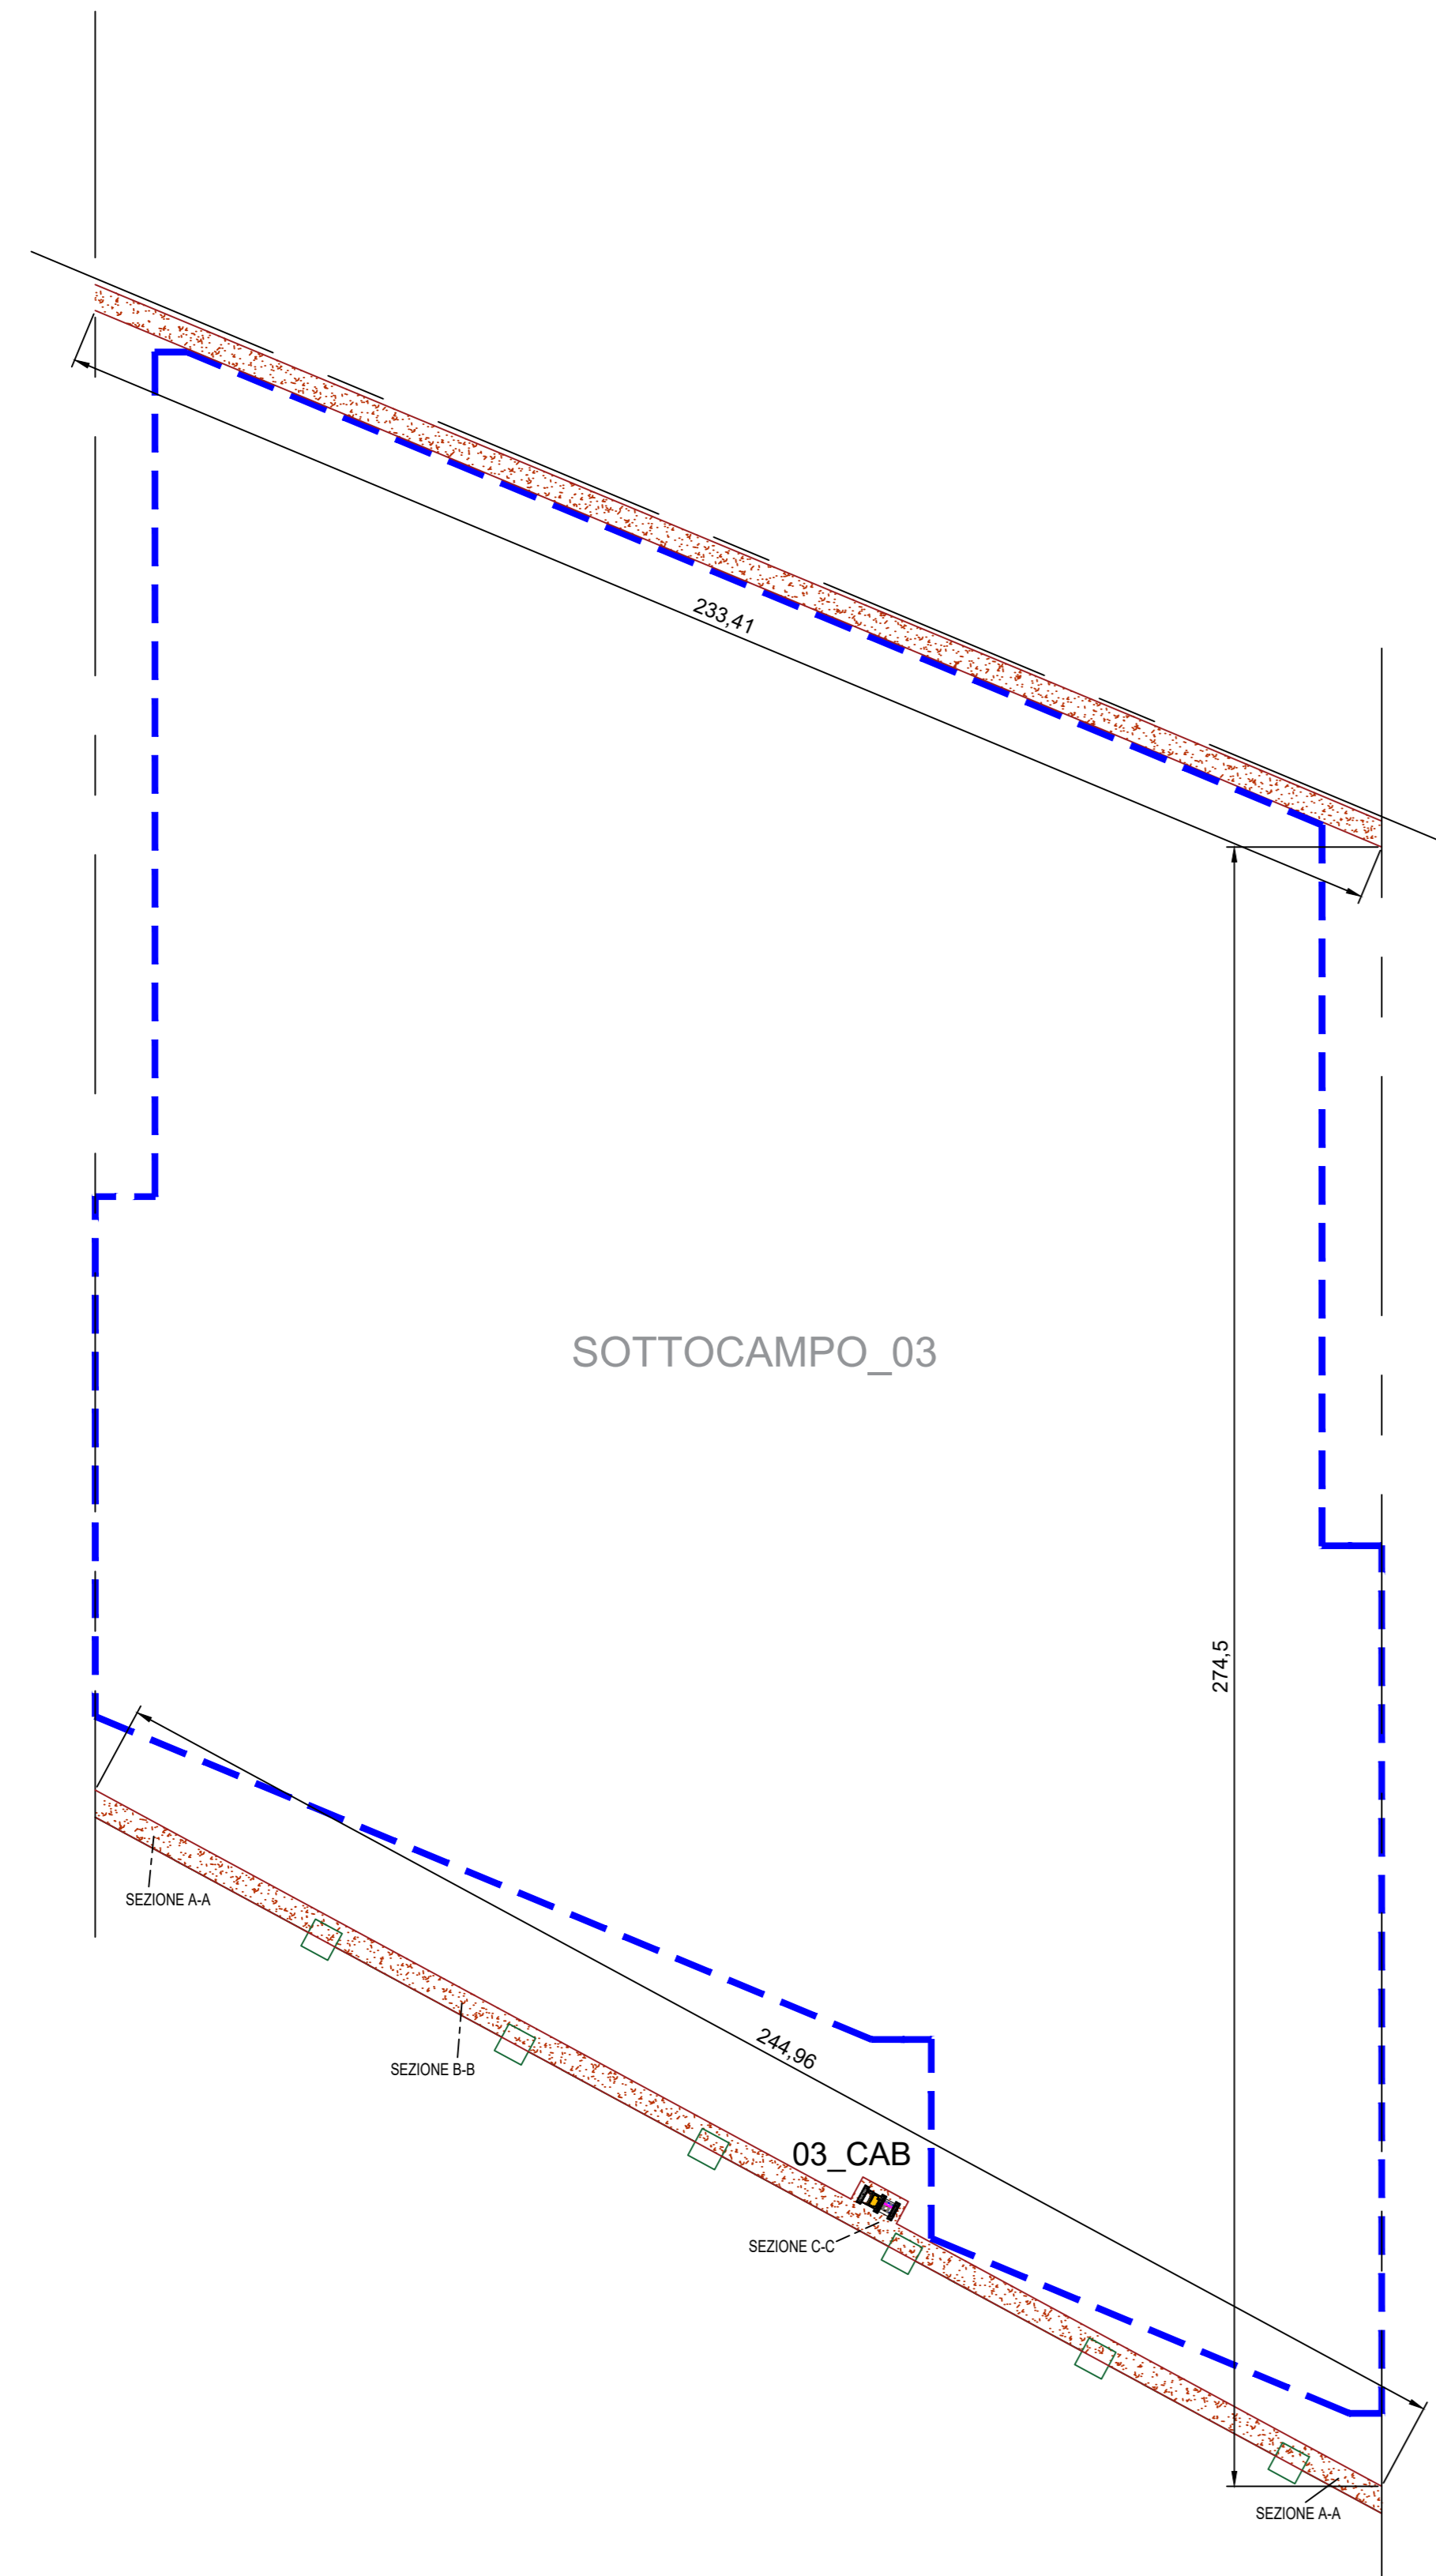 233,41
SOTTOCAMPO_03
274,5
SEZIONE A-A
244,96
SEZIONE B-B
03_CAB
SEZIONE C-C
SEZIONE A-A